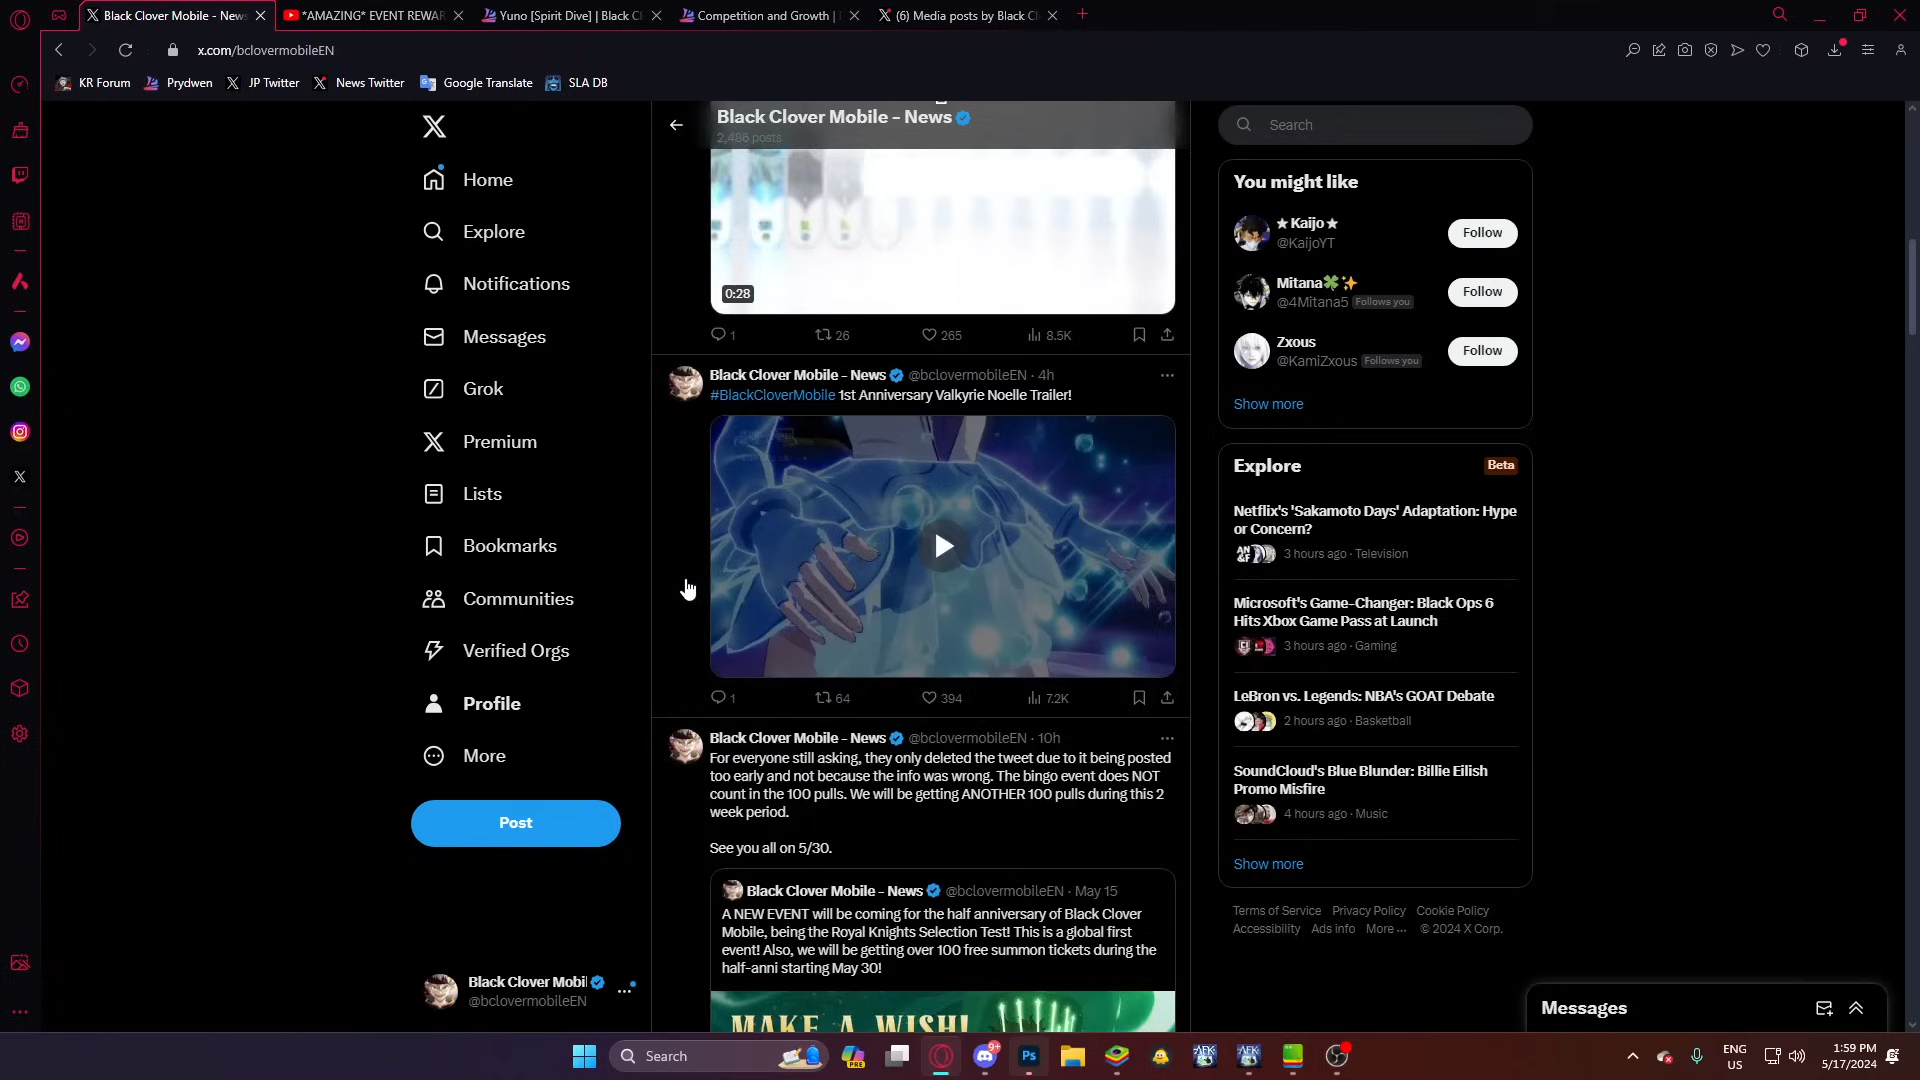 Black Clover Mobile - News
*AMAZING* EVENT REWAR
Yuno [Spirit Dive] | Black Cl
Competition and Growth |
(6) Media posts by Black Cl
x.com/bclovermobileEN
KR Forum
Prydwen
JP Twitter
News Twitter
Google Translate
SLA DB
Home
Explore
Notifications
Messages
Grok
Premium
Lists
Bookmarks
Communities
Verified Orgs
Profile
More
Post
Black Clover Mobil
@bclovermobileEN
Black Clover Mobile - News
2,486 posts
0:28
1 26 265 8.5K
Black Clover Mobile - News @bclovermobileEN · 4h
#BlackCloverMobile 1st Anniversary Valkyrie Noelle Trailer!
1 64 394 7.2K
Black Clover Mobile - News @bclovermobileEN · 10h
For everyone still asking, they only deleted the tweet due to it being posted
too early and not because the info was wrong. The bingo event does NOT
count in the 100 pulls. We will be getting ANOTHER 100 pulls during this 2
week period.
See you all on 5/30.
Black Clover Mobile - News @bclovermobileEN · May 15
A NEW EVENT will be coming for the half anniversary of Black Clover
Mobile, being the Royal Knights Selection Test! This is a global first
event! Also, we will be getting over 100 free summon tickets during the
half-anni starting May 30!
MAKE A WISH!
Search
You might like
★Kaijo★
@KaijoYT
Follow
Mitana🍀✨
@4Mitana5 Follows you
Follow
Zxous
@KamiZxous Follows you
Follow
Show more
Explore
Beta
Netflix's 'Sakamoto Days' Adaptation: Hype
or Concern?
3 hours ago · Television
Microsoft's Game-Changer: Black Ops 6
Hits Xbox Game Pass at Launch
3 hours ago · Gaming
LeBron vs. Legends: NBA's GOAT Debate
2 hours ago · Basketball
SoundCloud's Blue Blunder: Billie Eilish
Promo Misfire
4 hours ago · Music
Show more
Terms of Service Privacy Policy Cookie Policy
Accessibility Ads info More ··· © 2024 X Corp.
Messages
Search
PRE
9+
Ps
AFK
AFK
ENG
US
1:59 PM
5/17/2024